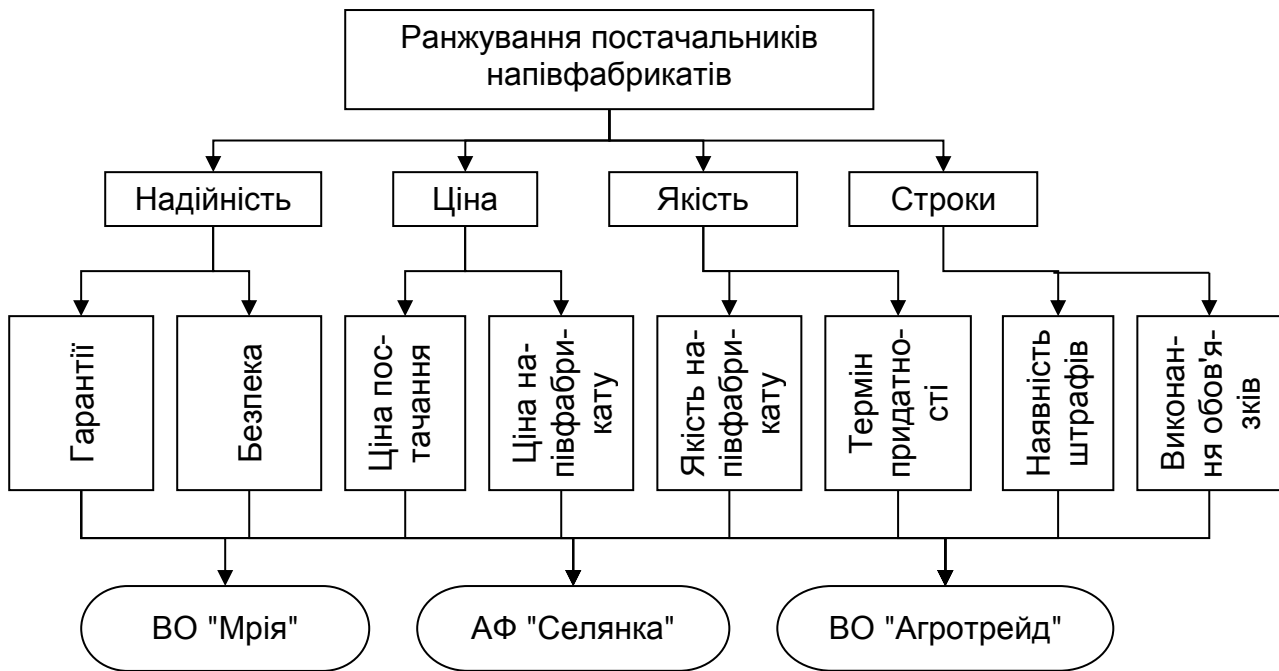 Ранжування постачальників
напівфабрикатів
Надійність
Ціна
Якість
Строки
Гарантії
Безпека
Ціна пос-
тачання
Ціна на-
півфабри-
кату
Якість на-
півфабри-
кату
Термін
придатно-
сті
Наявність
штрафів
Виконан-
ня обов'я-
зків
ВО "Мрія"
АФ "Селянка"
ВО "Агротрейд"